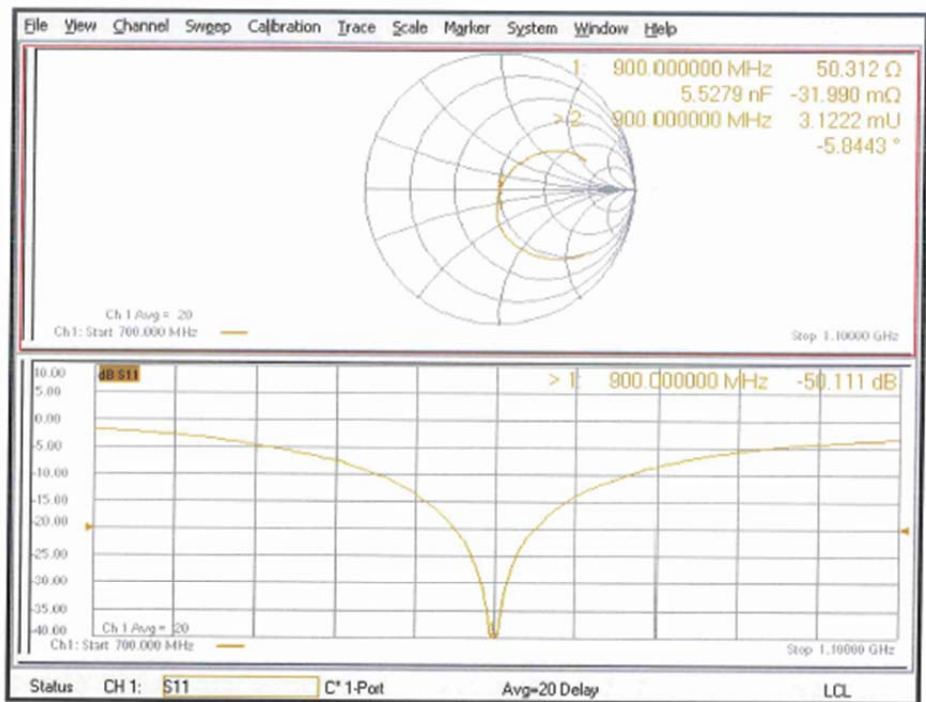 File View Channel Sweep Calibration Trace Scale Marker System Window Help
1: 900.000000 MHz 50.312 Ω
5.5279 nF -31.990 mΩ
> 2: 900.000000 MHz 3.1222 mU
-5.8443 °
Ch 1 Avg = 20
Ch1: Start 700.000 MHz
Stop 1.10000 GHz
10.00
dB S11
> 1: 900.000000 MHz -50.111 dB
5.00
0.00
-5.00
-10.00
-15.00
-20.00
-25.00
-30.00
-35.00
-40.00
1
Ch 1 Avg = 20
Ch1: Start 700.000 MHz
Stop 1.10000 GHz
Status CH 1: S11 C* 1-Port Avg=20 Delay LCL